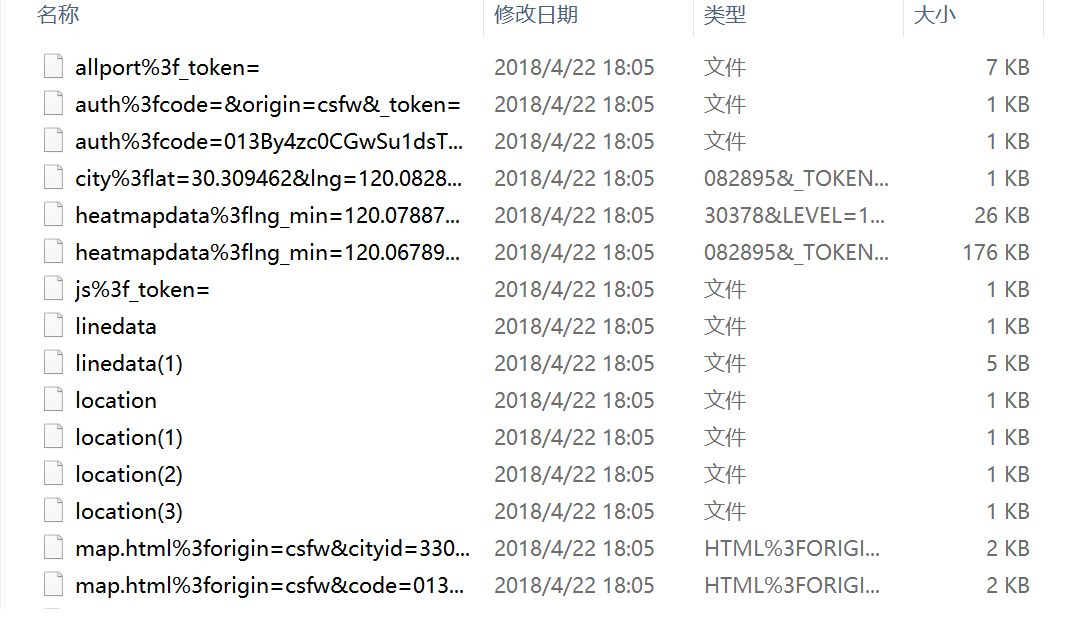 名称 修改日期 类型 大小
allport%3f_token= 2018/4/22 18:05 文件 7 KB
auth%3fcode=&origin=csfw&_token= 2018/4/22 18:05 文件 1 KB
auth%3fcode=013By4zc0CGwSu1dsT... 2018/4/22 18:05 文件 1 KB
city%3flat=30.309462&lng=120.0828... 2018/4/22 18:05 082895&_TOKEN... 1 KB
heatmapdata%3flng_min=120.07887... 2018/4/22 18:05 30378&LEVEL=1... 26 KB
heatmapdata%3flng_min=120.06789... 2018/4/22 18:05 082895&_TOKEN... 176 KB
js%3f_token= 2018/4/22 18:05 文件 1 KB
linedata 2018/4/22 18:05 文件 1 KB
linedata(1) 2018/4/22 18:05 文件 5 KB
location 2018/4/22 18:05 文件 1 KB
location(1) 2018/4/22 18:05 文件 1 KB
location(2) 2018/4/22 18:05 文件 1 KB
location(3) 2018/4/22 18:05 文件 1 KB
map.html%3forigin=csfw&cityid=330... 2018/4/22 18:05 HTML%3FORIGI... 2 KB
map.html%3forigin=csfw&code=013... 2018/4/22 18:05 HTML%3FORIGI... 2 KB